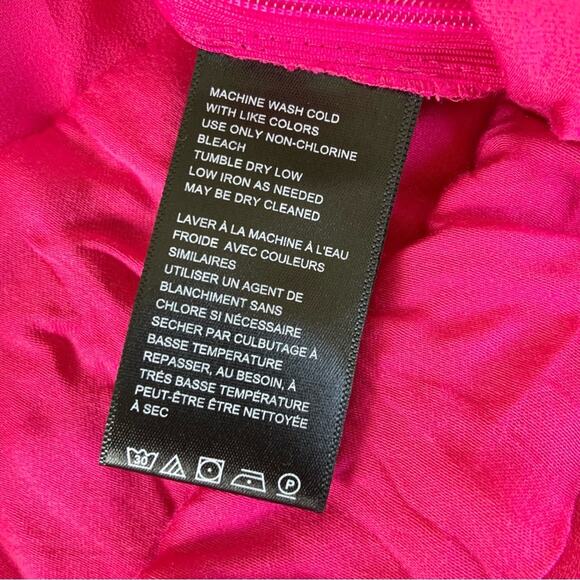 MACHINE WASH COLD
WITH LIKE COLORS
USE ONLY NON-CHLORINE
BLEACH
TUMBLE DRY LOW
LOW IRON AS NEEDED
MAY BE DRY CLEANED
LAVER À LA MACHINE À L'EAU
FROIDE AVEC COULEURS
SIMILAIRES
UTILISER UN AGENT DE
BLANCHIMENT SANS
CHLORE SI NÉCESSAIRE
SECHER PAR CULBUTAGE À
BASSE TEMPÉRATURE
REPASSER, AU BESOIN, À
TRÉS BASSE TEMPÉRATURE
PEUT-ÊTRE ÊTRE NETTOYÉE
À SEC
30 P